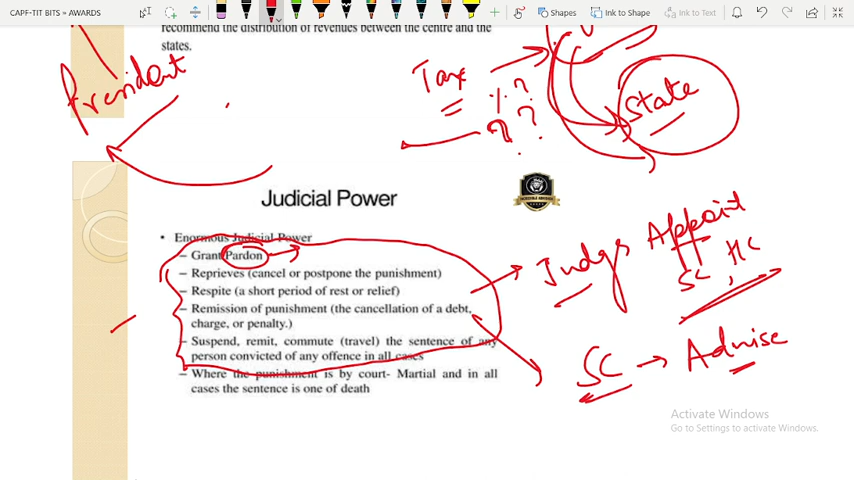 CAPF-TIT BITS » AWARDS
Shapes
Ink to Shape
Ink to Text
Share
recommend the distribution of revenues between the centre and the
states.
President
Tax
% ?
? ?
State
Judicial Power
• Enormous Judicial Power
– Grant Pardon
– Reprieves (cancel or postpone the punishment)
– Respite (a short period of rest or relief)
– Remission of punishment (the cancellation of a debt,
charge, or penalty.)
– Suspend, remit, commute (travel) the sentence of any
person convicted of any offence in all cases
– Where the punishment is by court- Martial and in all
cases the sentence is one of death
Judgs Appoint
SC, HC
SC → Advise
Activate Windows
Go to Settings to activate Windows.